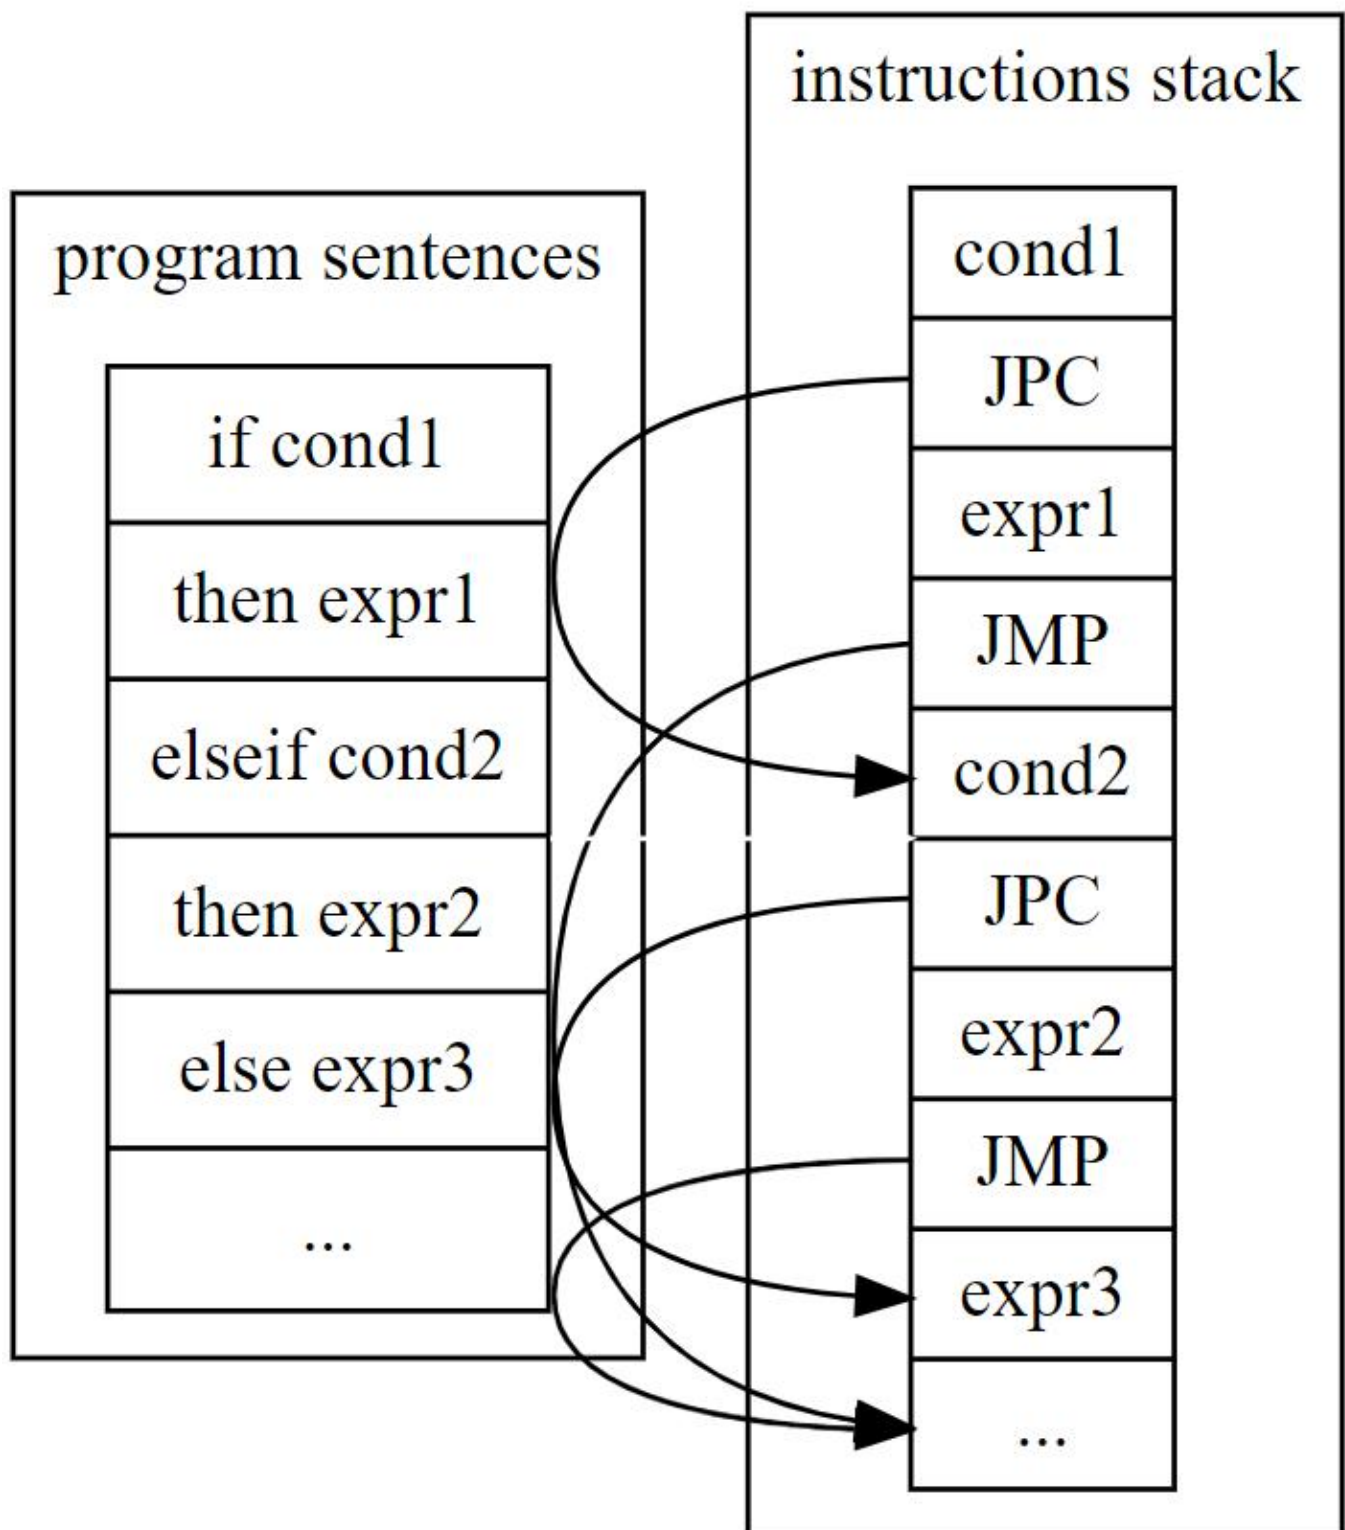 program sentences
if cond1
then expr1
elseif cond2
then expr2
else expr3
...
instructions stack
cond1
JPC
expr1
JMP
cond2
JPC
expr2
JMP
expr3
...